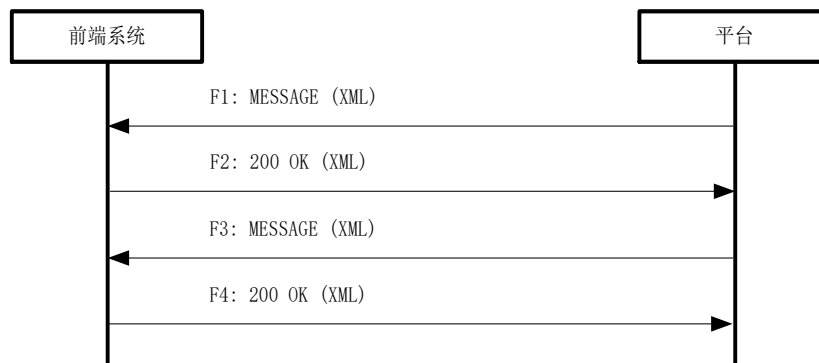 前端系统
平台
F1: MESSAGE (XML)
F2: 200 OK (XML)
F3: MESSAGE (XML)
F4: 200 OK (XML)